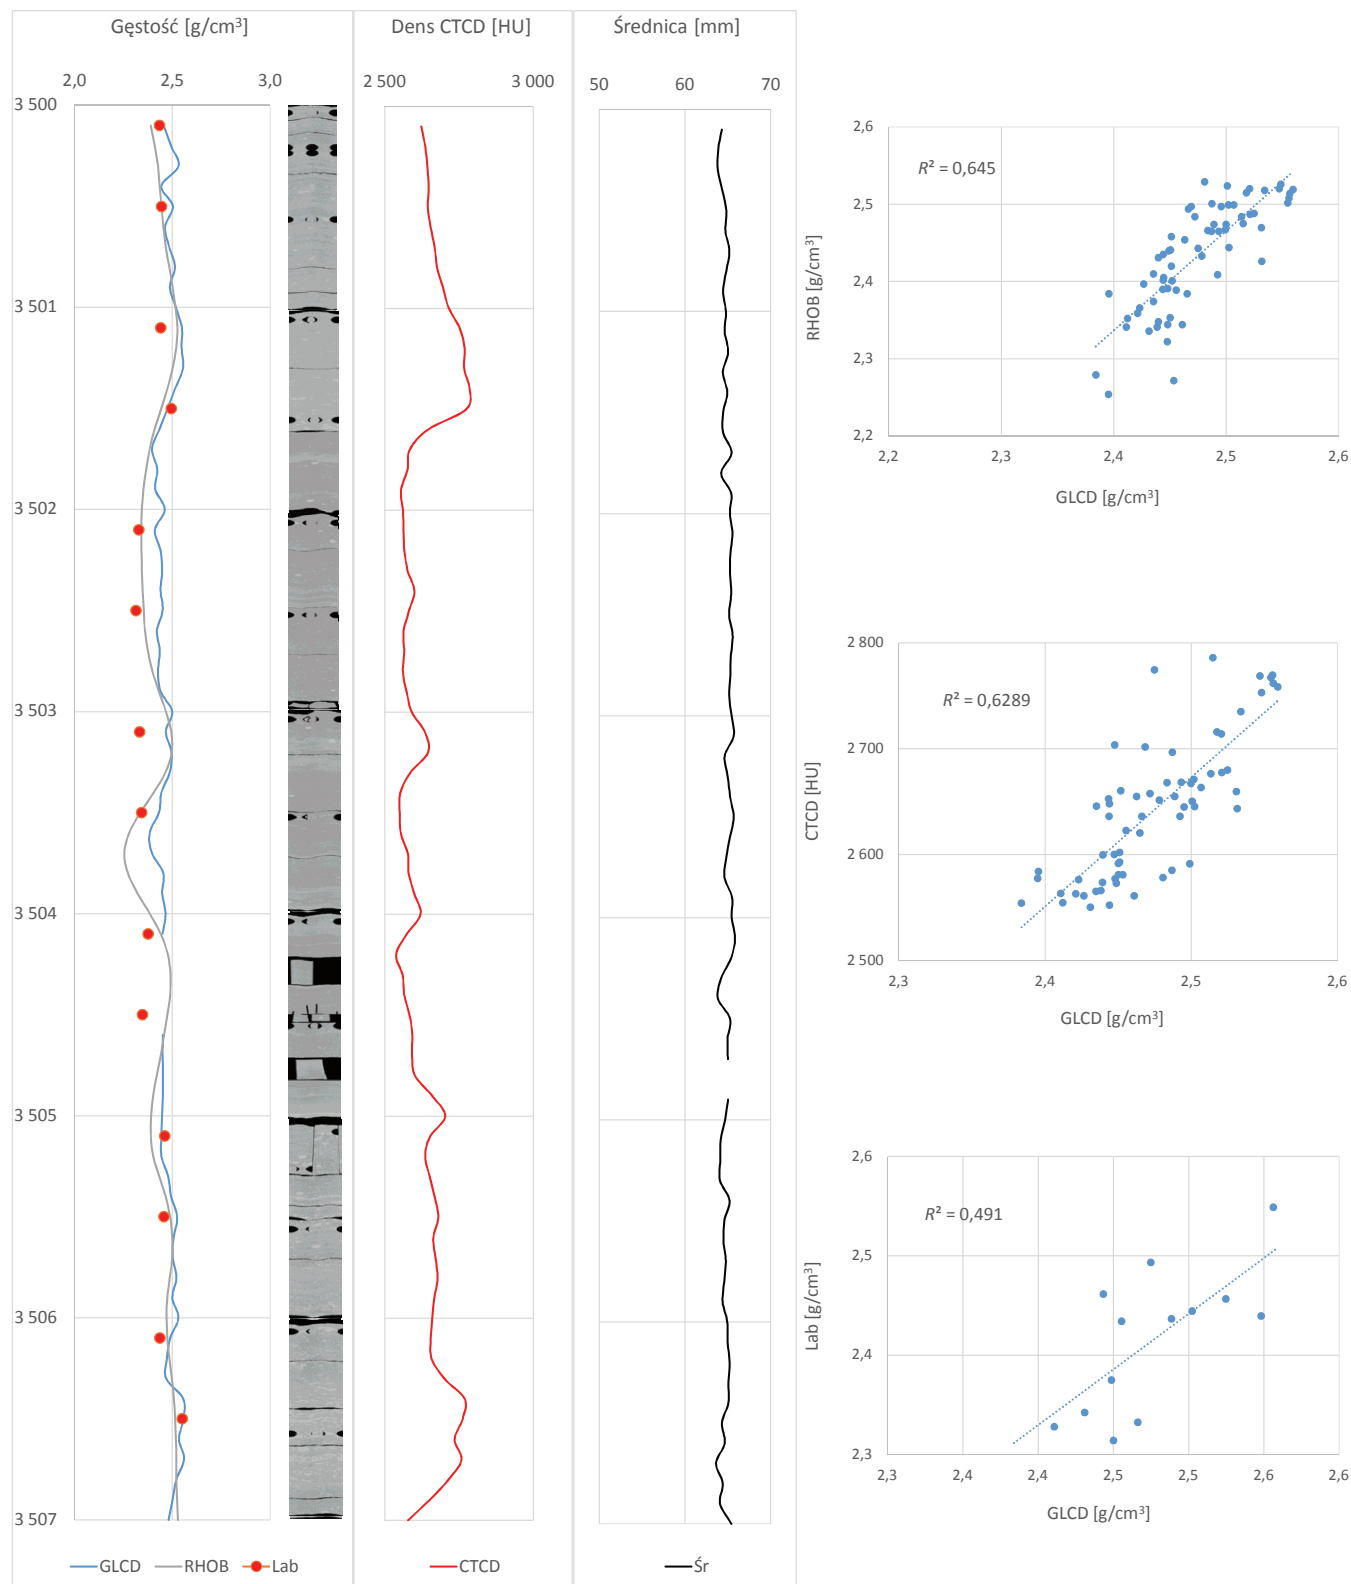 Gęstość [g/cm³]
Dens CTCD [HU]
Średnica [mm]
2,0 2,5 3,0
2 500 3 000
50 60 70
3 500
3 501
3 502
3 503
3 504
3 505
3 506
3 507
GLCD RHOB Lab
CTCD
Śr
R² = 0,645
2,6
2,5
2,4
2,3
2,2
RHOB [g/cm³]
2,2 2,3 2,4 2,5 2,6
GLCD [g/cm³]
R² = 0,6289
2 800
2 700
2 600
2 500
CTCD [HU]
2,3 2,4 2,5 2,6
GLCD [g/cm³]
R² = 0,491
2,6
2,5
2,4
2,3
Lab [g/cm³]
2,3 2,4 2,4 2,5 2,5 2,6 2,6
GLCD [g/cm³]